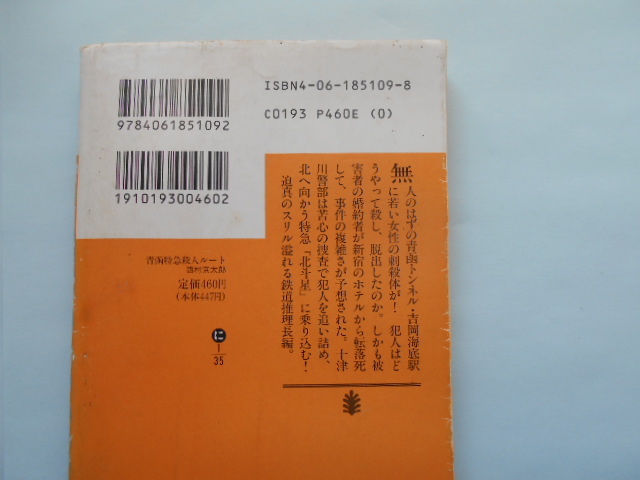 ISBN4-06-185109-8
C0193 P460E (0)
9784061851092
1910193004602
無人のはずの青函トンネル・吉岡海底駅
に若い女性の刺殺体が! 犯人はど
うやって殺し、脱出したのか。しかも被
害者の婚約者が新宿のホテルから転落死
して、事件の複雑さが予想された。十津
川警部は苦心の捜査で犯人を追い詰め、
北へ向かう特急「北斗星」に乗り込む!
迫真のスリル溢れる鉄道推理長編。
青函特急殺人ルート
西村京太郎
定価460円
(本体447円)
に
35